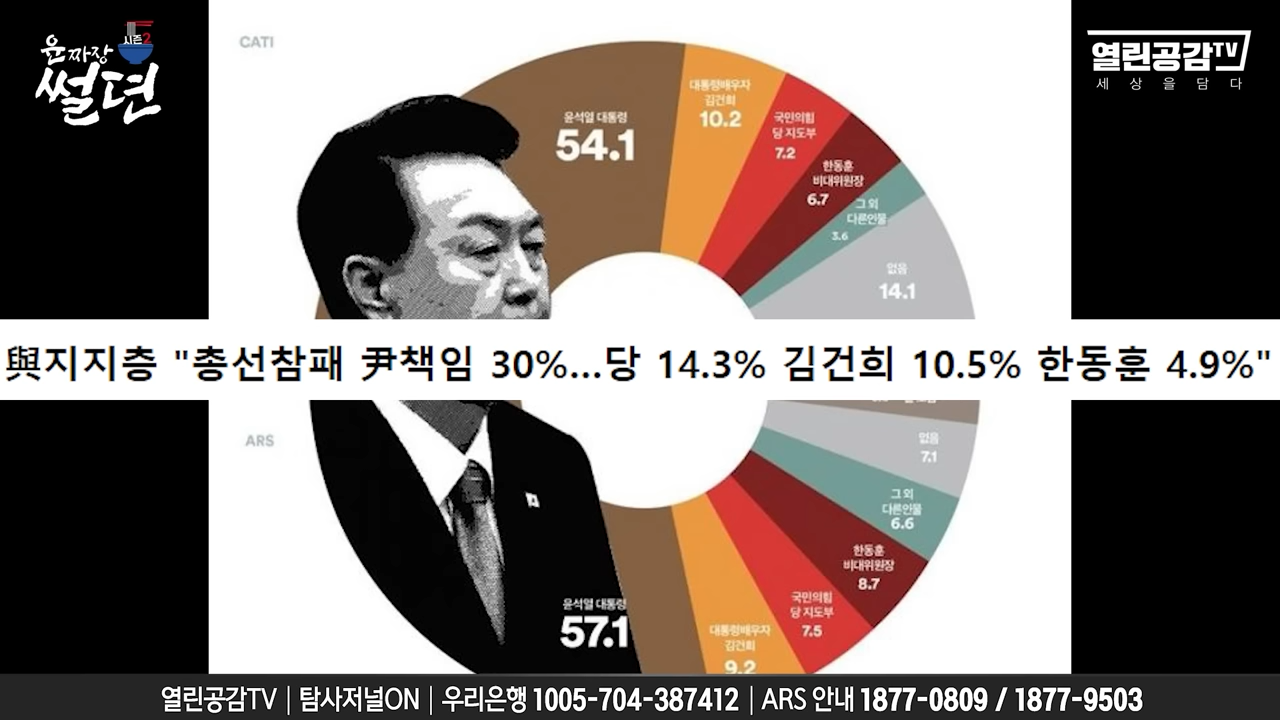 윤짜장
시즌2
썰뎐
열린공감TV
세상을담다
CATI
윤석열 대통령
54.1
대통령배우자
김건희
10.2
국민의힘
당 지도부
7.2
한동훈
비대위원장
6.7
그 외
다른인물
3.6
없음
14.1
與지지층 "총선참패 尹책임 30%...당 14.3% 김건희 10.5% 한동훈 4.9%"
ARS
없음
7.1
그 외
다른인물
6.6
한동훈
비대위원장
8.7
국민의힘
당 지도부
7.5
대통령배우자
김건희
9.2
윤석열 대통령
57.1
열린공감TV | 탐사저널ON | 우리은행 1005-704-387412 | ARS 안내 1877-0809 / 1877-9503